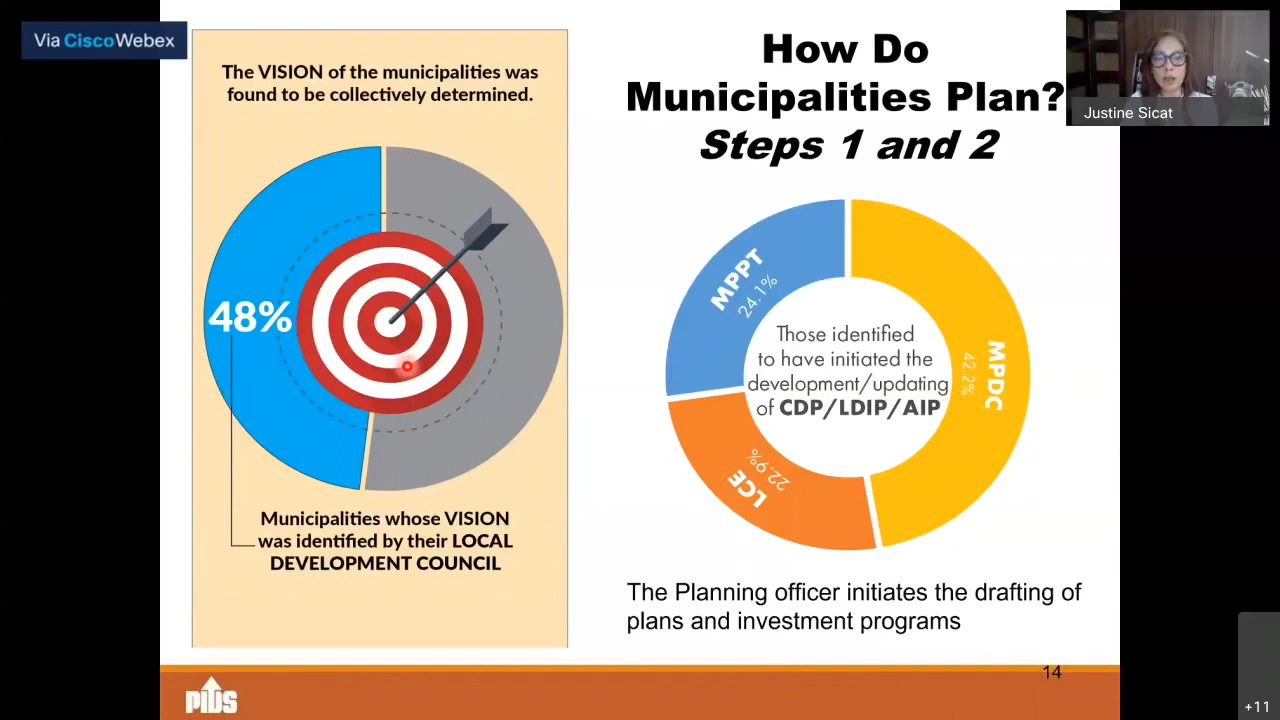 Via CiscoWebex
The VISION of the municipalities was
found to be collectively determined.
48%
Municipalities whose VISION
was identified by their LOCAL
DEVELOPMENT COUNCIL
How Do
Municipalities Plan?
Steps 1 and 2
Justine Sicat
MPPT
24.1%
MPDC
42.2%
LCE
22.9%
Those identified
to have initiated the
development/updating
of CDP/LDIP/AIP
The Planning officer initiates the drafting of
plans and investment programs
14
PIDS
+11